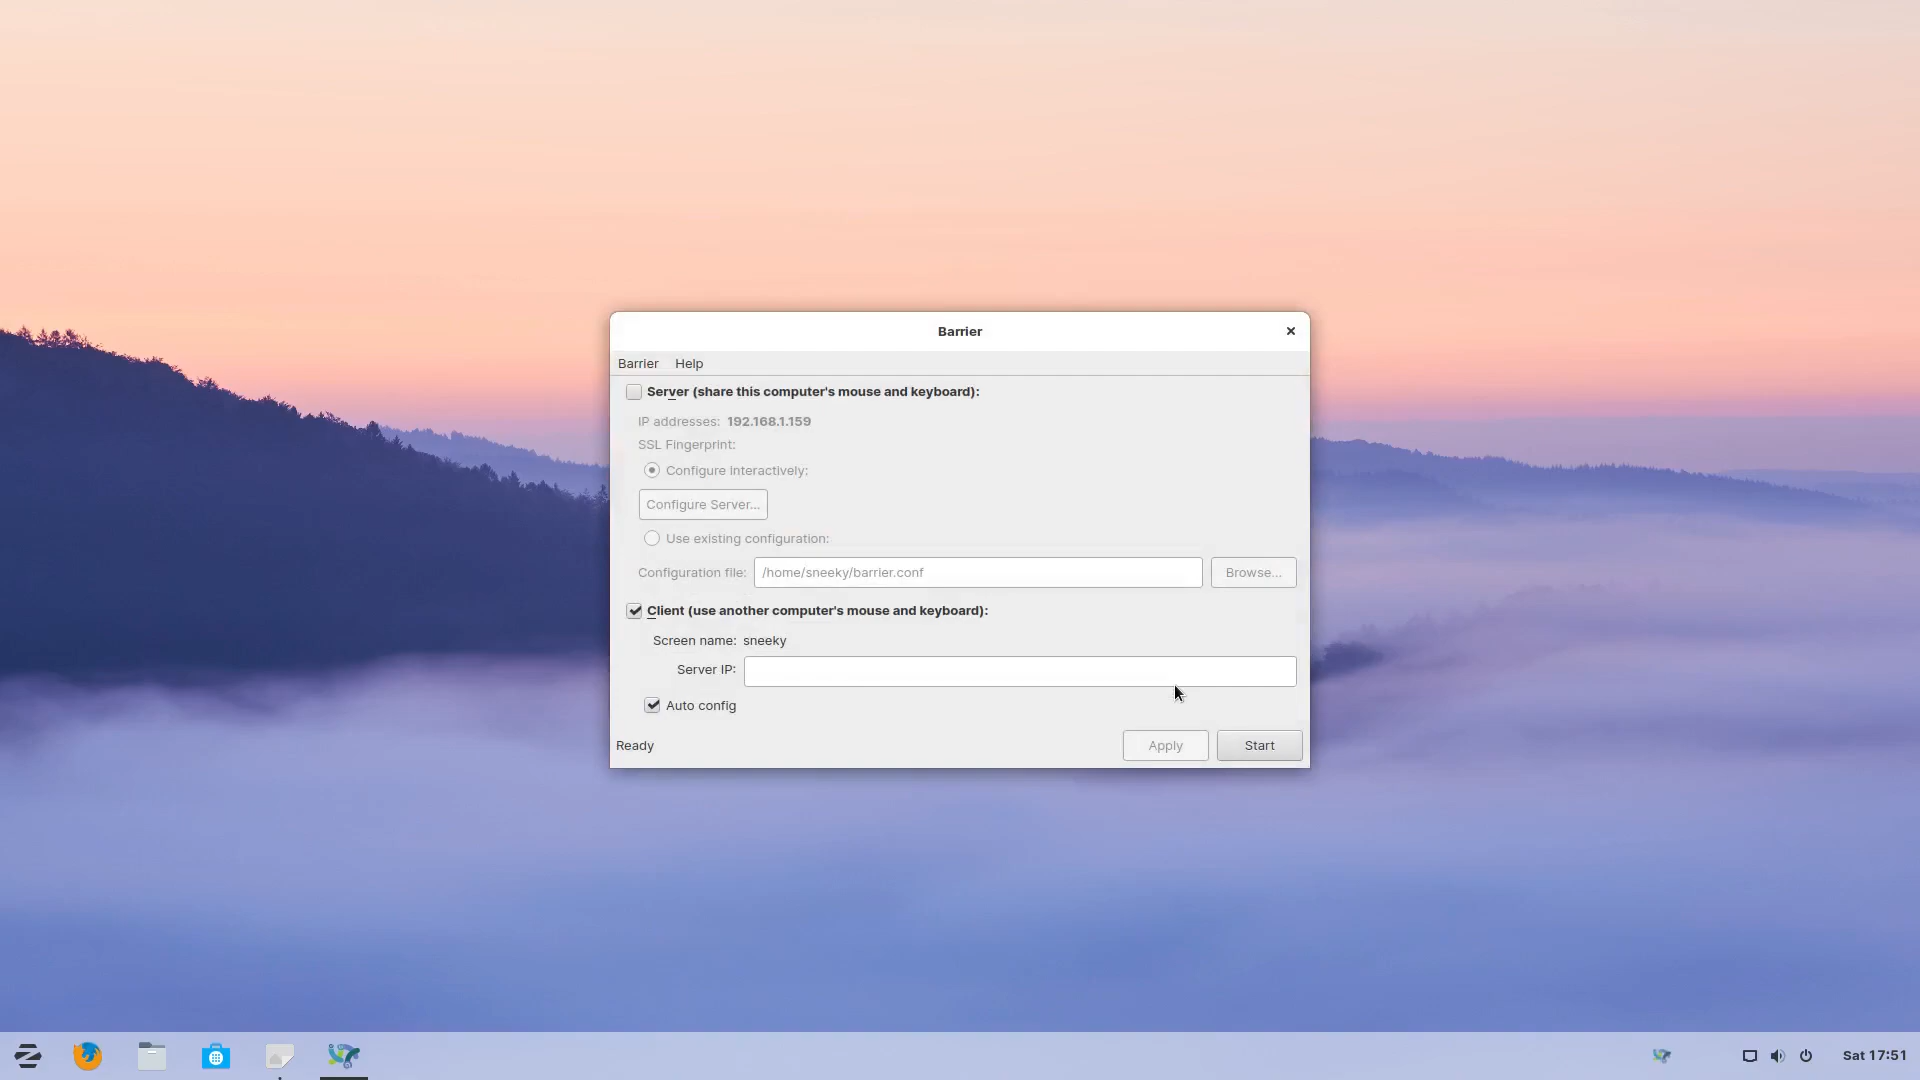 Barrier
Barrier Help
Server (share this computer's mouse and keyboard):
IP addresses: 192.168.1.159
SSL Fingerprint:
Configure interactively:
Configure Server...
Use existing configuration:
Configuration file: /home/sneeky/barrier.conf Browse...
Client (use another computer's mouse and keyboard):
Screen name: sneeky
Server IP:
Auto config
Ready Apply Start
Sat 17:51